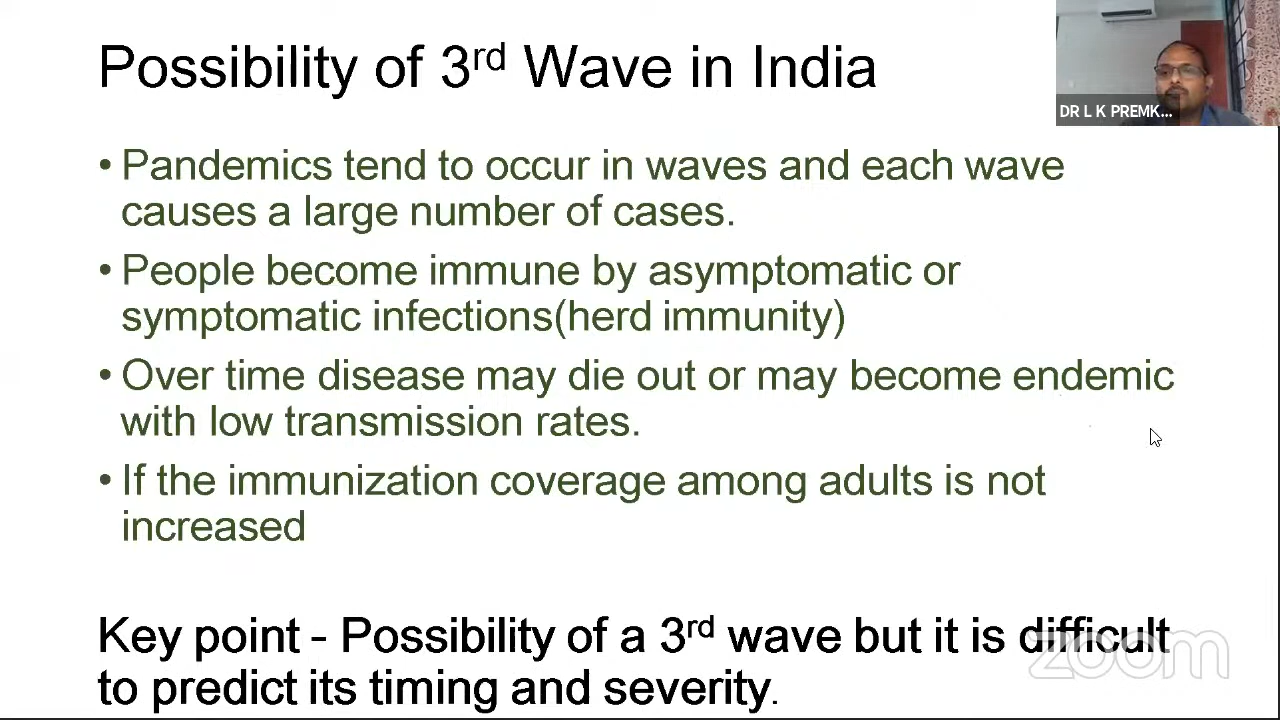 Possibility of 3rd Wave in India
DR L K PREMK...
• Pandemics tend to occur in waves and each wave
causes a large number of cases.
• People become immune by asymptomatic or
symptomatic infections(herd immunity)
• Over time disease may die out or may become endemic
with low transmission rates.
• If the immunization coverage among adults is not
increased
Key point - Possibility of a 3rd wave but it is difficult
to predict its timing and severity.
zoom